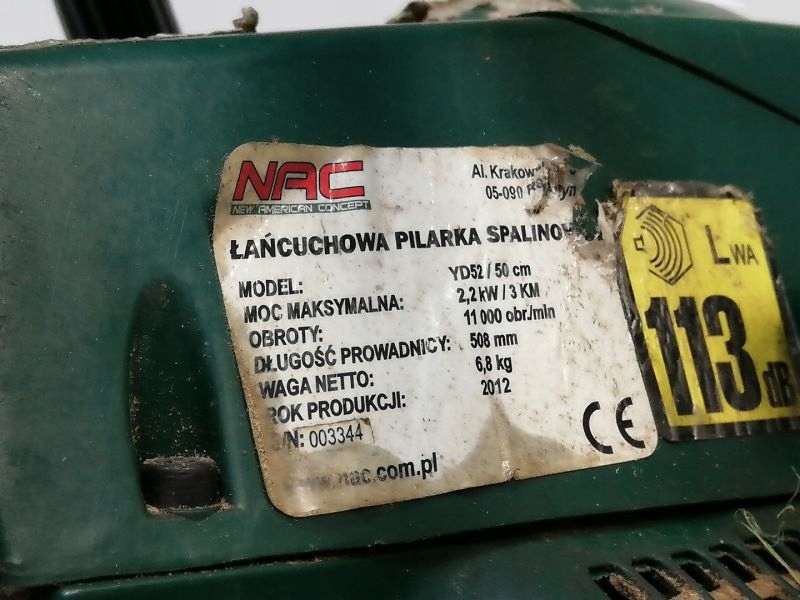 NAC
NEW AMERICAN CONCEPT
Al.
05-090
ŁAŃCUCHOWA PILARKA
MODEL: YD52 / 50 cm
MOC MAKSYMALNA: 2,2 kW / 3 KM
OBROTY: 11 000 obr./min
DŁUGOŚĆ PROWADNICY: 508 mm
WAGA NETTO: 6,8 kg
ROK PRODUKCJI: 2012
S/N: 003344
www.nac.com.pl
CE
LWA
113 dB